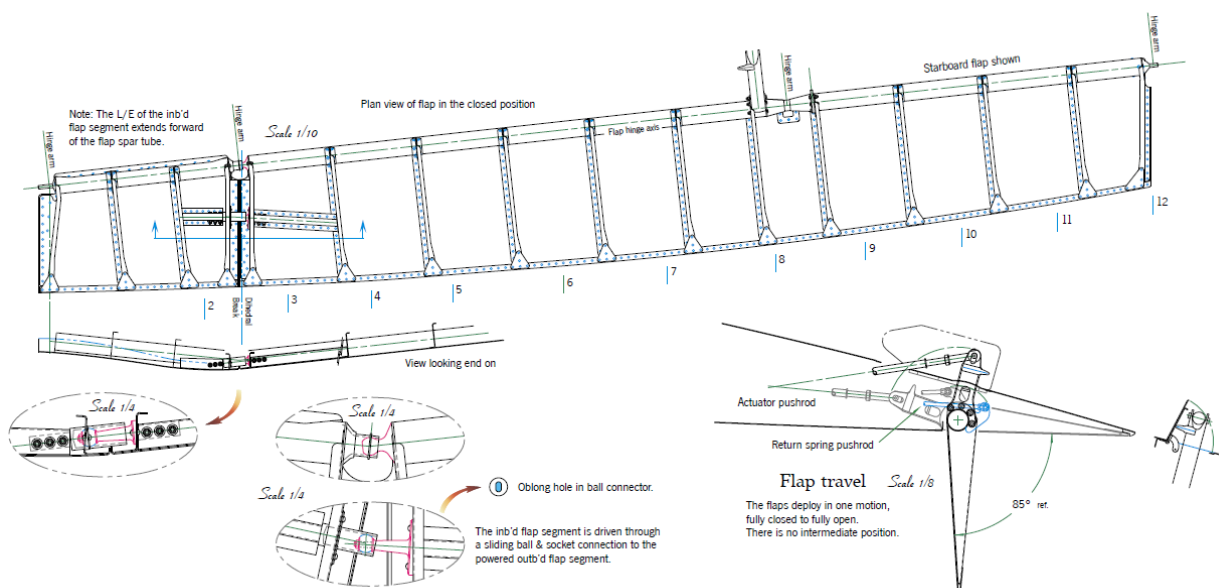 Hinge arm
Starboard flap shown
Hinge arm
Plan view of flap in the closed position
Note: The L/E of the inb'd
flap segment extends forward
of the flap spar tube.
Hinge arm
Scale 1/10
Flap hinge axis
Hinge arm
12
11
10
9
8
7
6
5
4
3
2
Dihedral
Break
View looking end on
Scale 1/4
Scale 1/4
Actuator pushrod
Return spring pushrod
Scale 1/4
Oblong hole in ball connector.
The inb'd flap segment is driven through
a sliding ball & socket connection to the
powered outb'd flap segment.
Flap travel Scale 1/8
The flaps deploy in one motion,
fully closed to fully open.
There is no intermediate position.
85° ref.